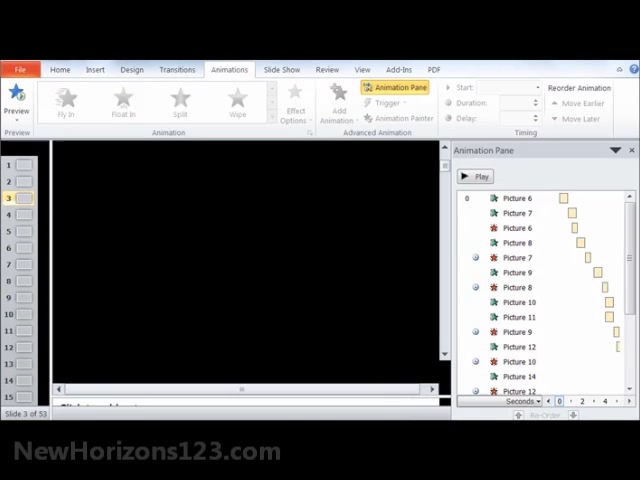 File Home Insert Design Transitions Animations Slide Show Review View Add-Ins PDF
Preview
Fly In Float In Split Wipe
Effect Options
Add Animation
Animation Pane
Trigger
Animation Painter
Start:
Duration:
Delay:
Reorder Animation
Move Earlier
Move Later
Preview Animation Advanced Animation Timing
Animation Pane
Play
0 Picture 6
Picture 7
Picture 6
Picture 8
Picture 7
Picture 9
Picture 8
Picture 10
Picture 11
Picture 9
Picture 12
Picture 10
Picture 14
Picture 12
Seconds 0 2 4
Re-Order
1
2
3
4
5
6
7
8
9
10
11
12
13
14
15
Slide 3 of 53
NewHorizons123.com